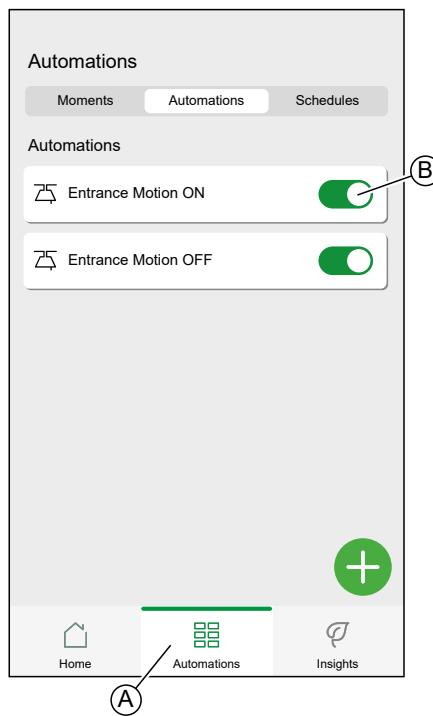 Automations
Moments Automations Schedules
Automations
B
Entrance Motion ON
Entrance Motion OFF
Home Automations Insights
A